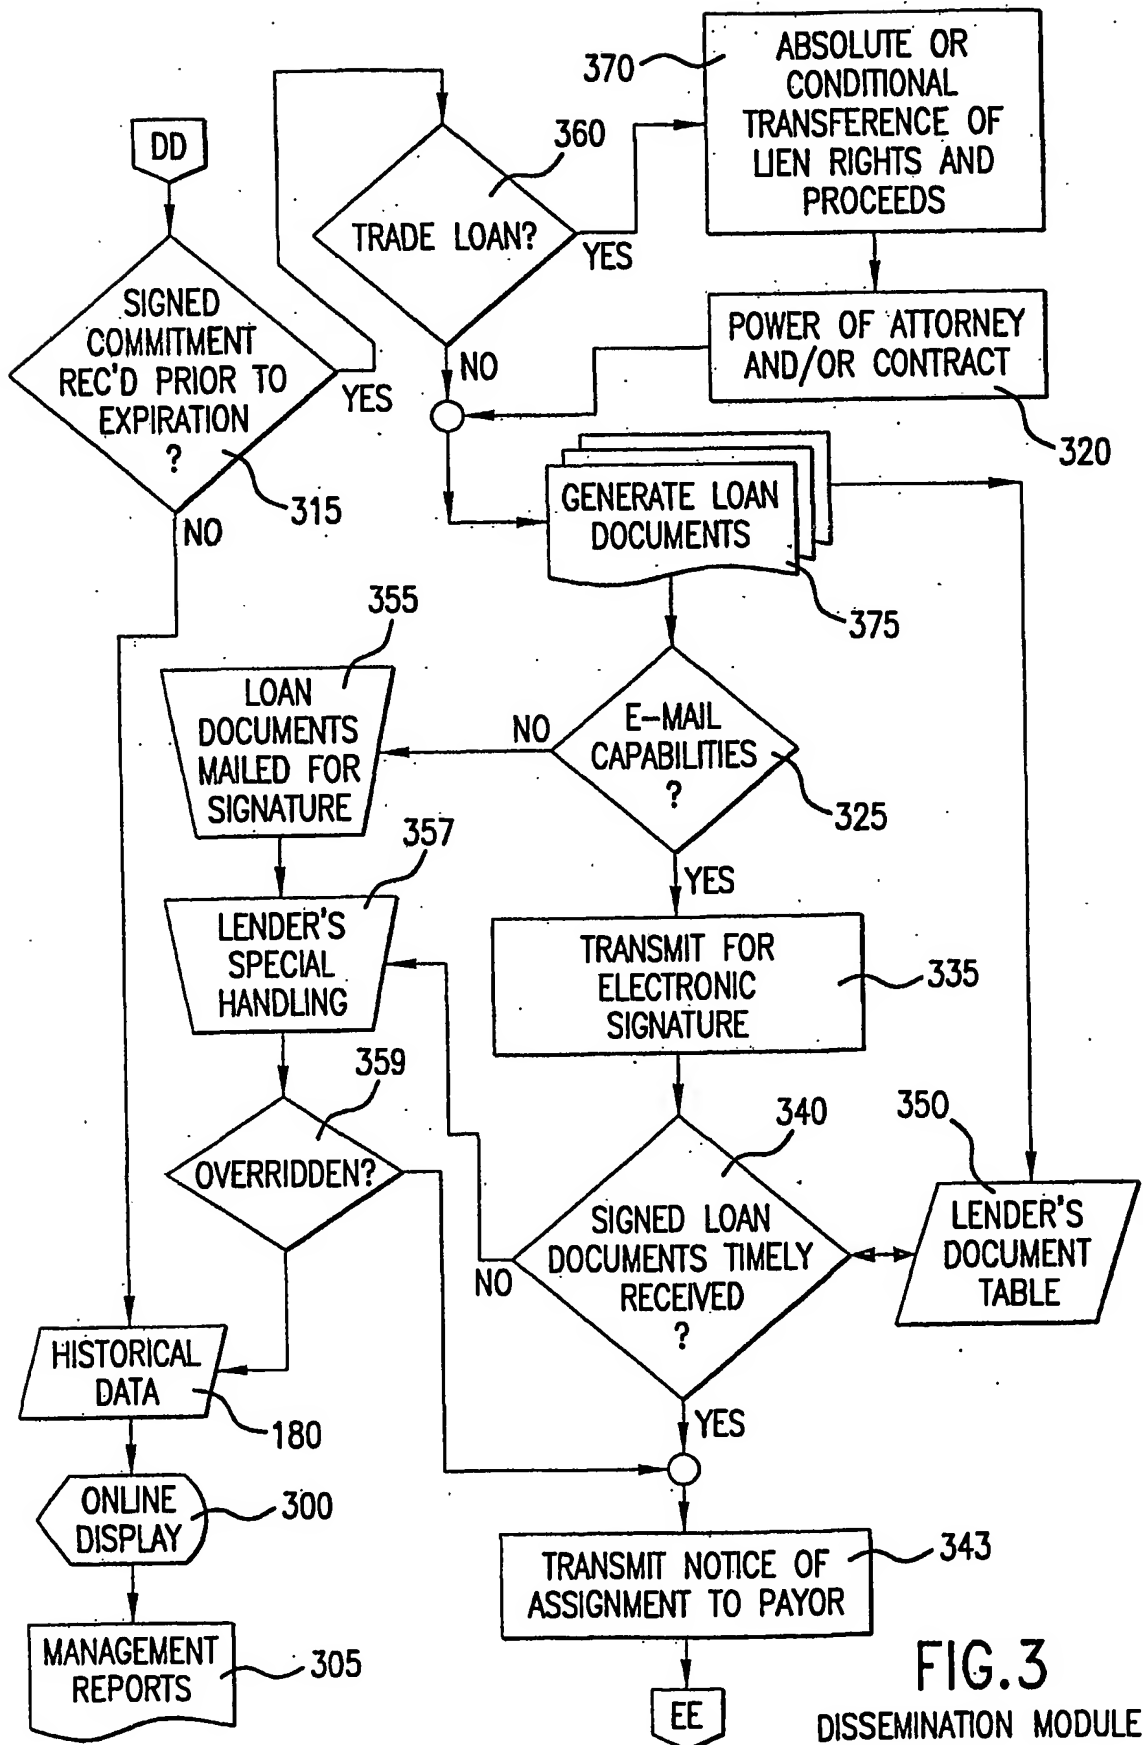 DD
SIGNED
COMMITMENT
REC'D PRIOR TO
EXPIRATION
?
315
YES
NO
TRADE LOAN?
360
YES
NO
370
ABSOLUTE OR
CONDITIONAL
TRANSFERENCE OF
LIEN RIGHTS AND
PROCEEDS
POWER OF ATTORNEY
AND/OR CONTRACT
320
GENERATE LOAN
DOCUMENTS
375
E-MAIL
CAPABILITIES
?
325
NO
YES
355
LOAN
DOCUMENTS
MAILED FOR
SIGNATURE
357
LENDER'S
SPECIAL
HANDLING
TRANSMIT FOR
ELECTRONIC
SIGNATURE
335
359
OVERRIDDEN?
340
SIGNED LOAN
DOCUMENTS TIMELY
RECEIVED
?
NO
YES
350
LENDER'S
DOCUMENT
TABLE
HISTORICAL
DATA
180
ONLINE
DISPLAY
300
MANAGEMENT
REPORTS
305
TRANSMIT NOTICE OF
ASSIGNMENT TO PAYOR
343
EE
FIG.3
DISSEMINATION MODULE